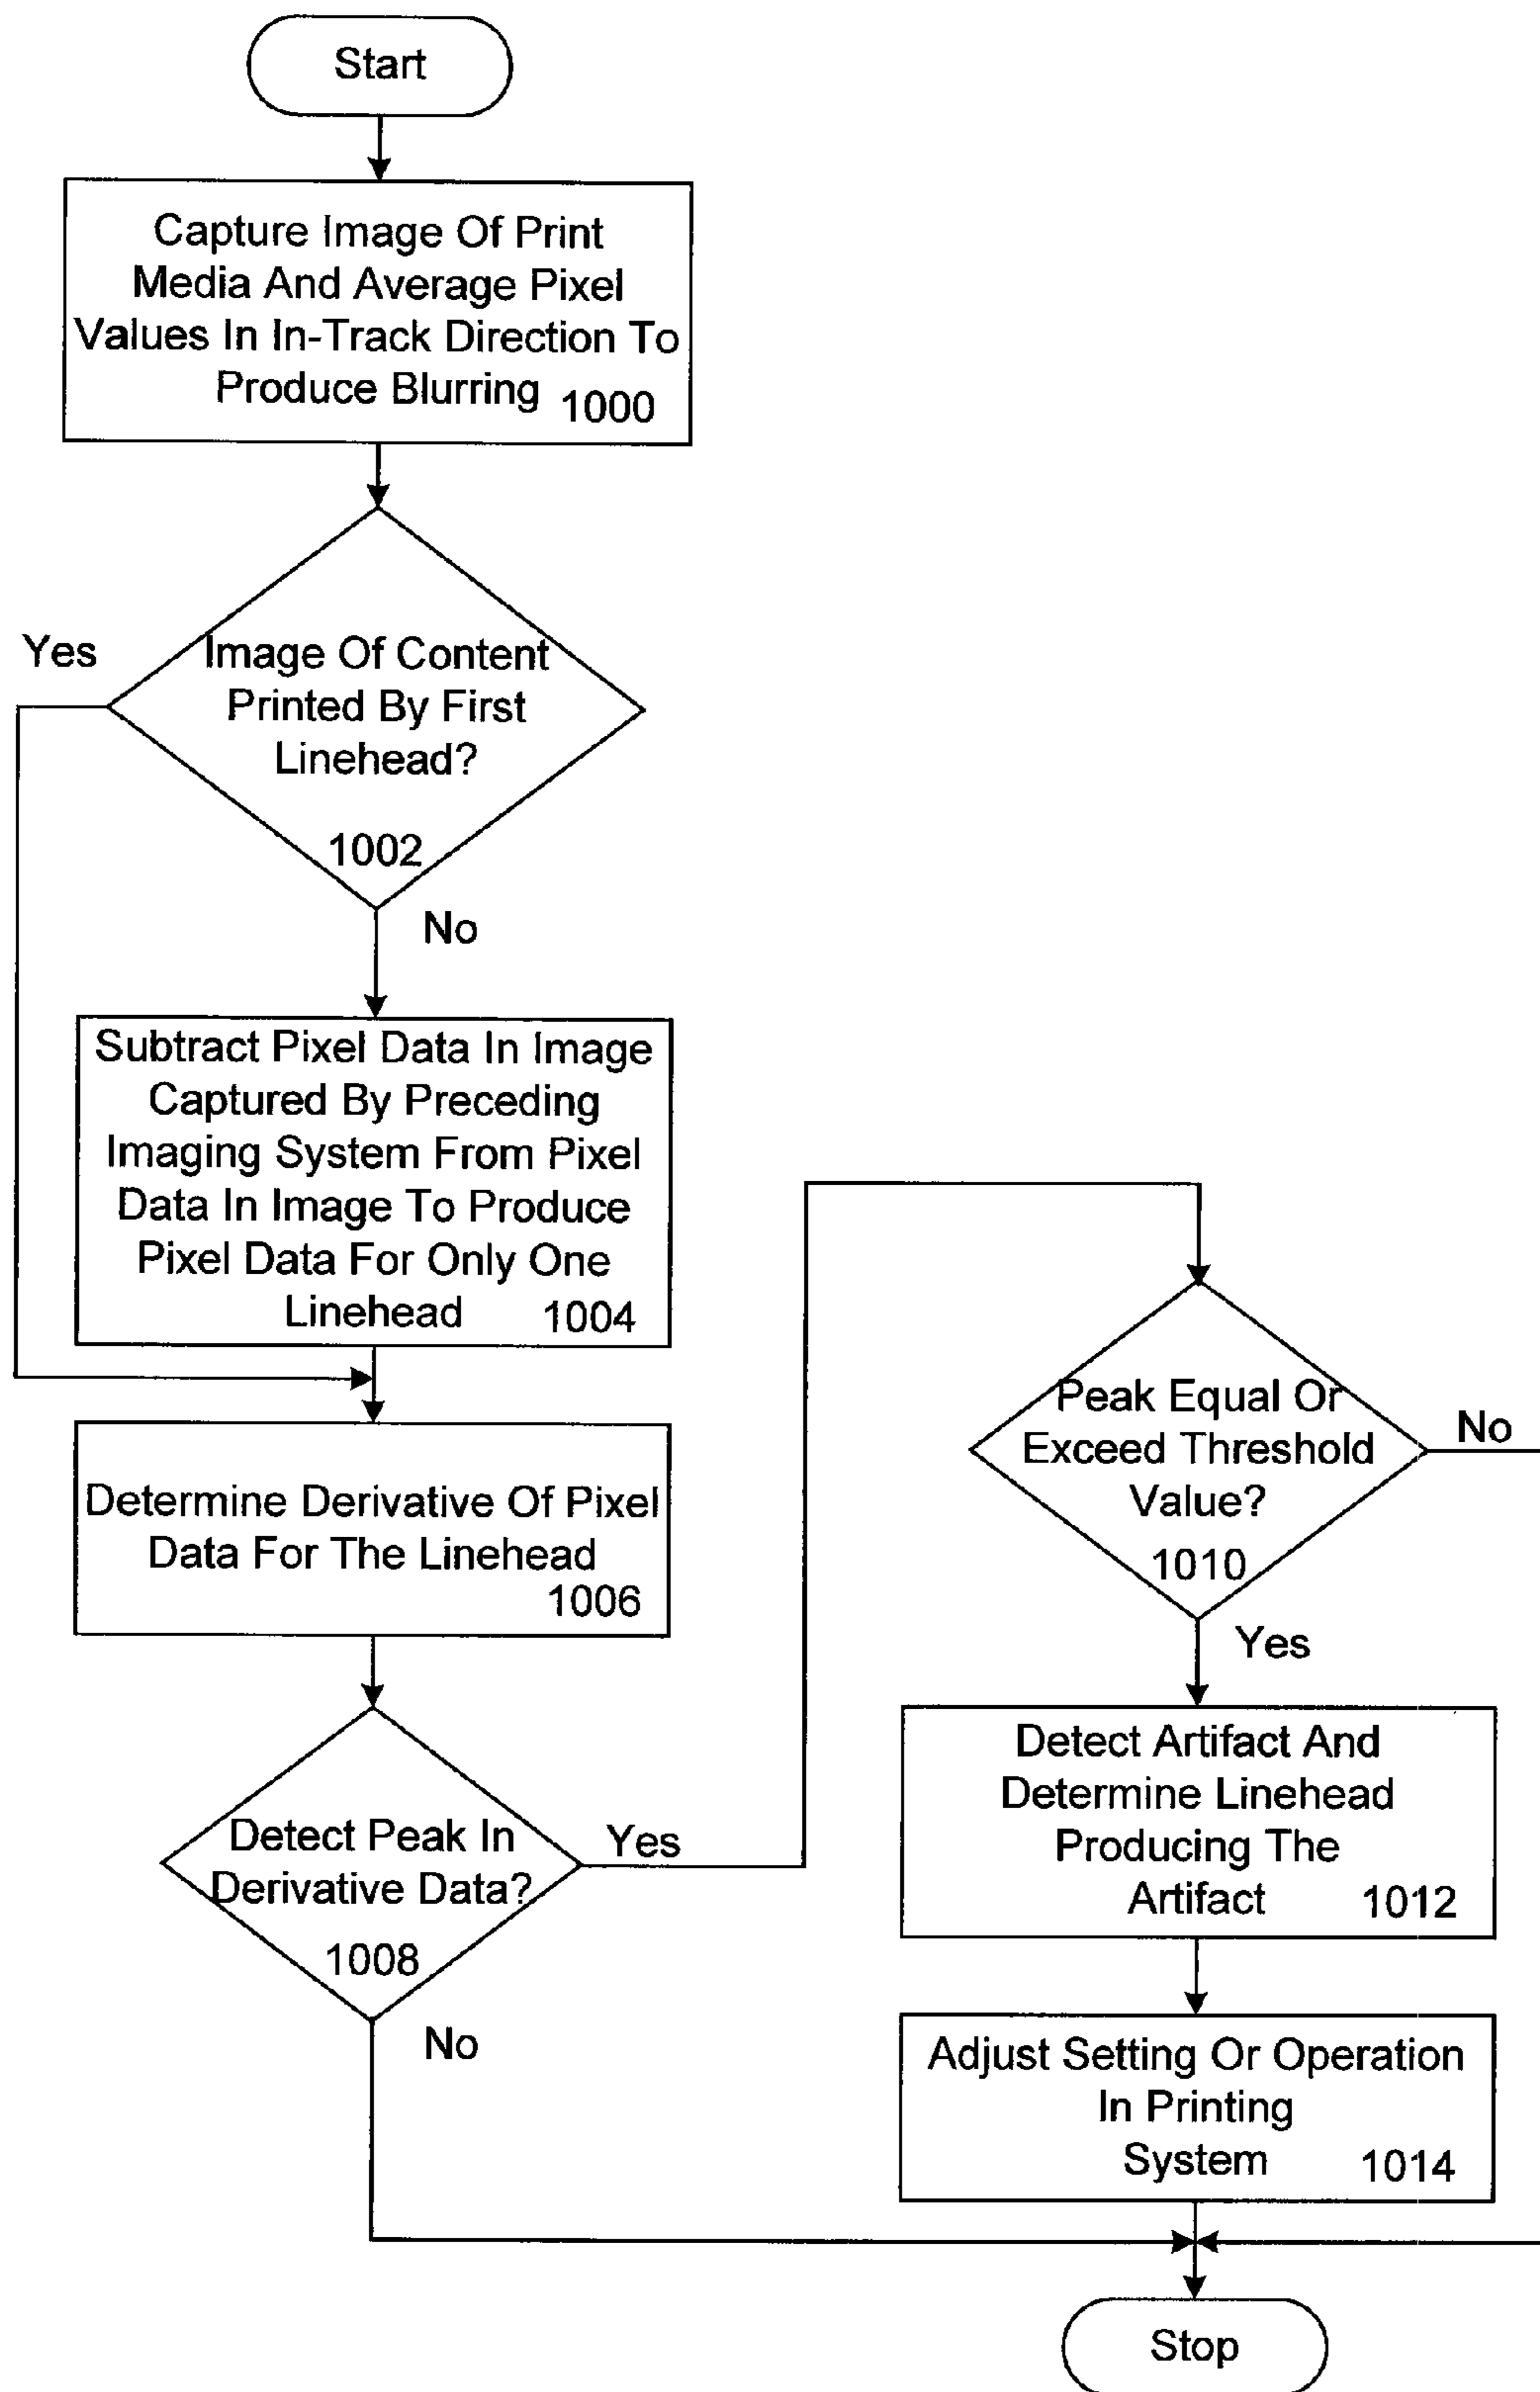 Start
Capture Image Of Print
Media And Average Pixel
Values In In-Track Direction To
Produce Blurring 1000
Yes
Image Of Content
Printed By First
Linehead?
1002
No
Subtract Pixel Data In Image
Captured By Preceding
Imaging System From Pixel
Data In Image To Produce
Pixel Data For Only One
Linehead 1004
Determine Derivative Of Pixel
Data For The Linehead
1006
Detect Peak In
Derivative Data?
1008
Yes
No
Peak Equal Or
Exceed Threshold
Value?
1010
No
Yes
Detect Artifact And
Determine Linehead
Producing The
Artifact 1012
Adjust Setting Or Operation
In Printing
System 1014
Stop